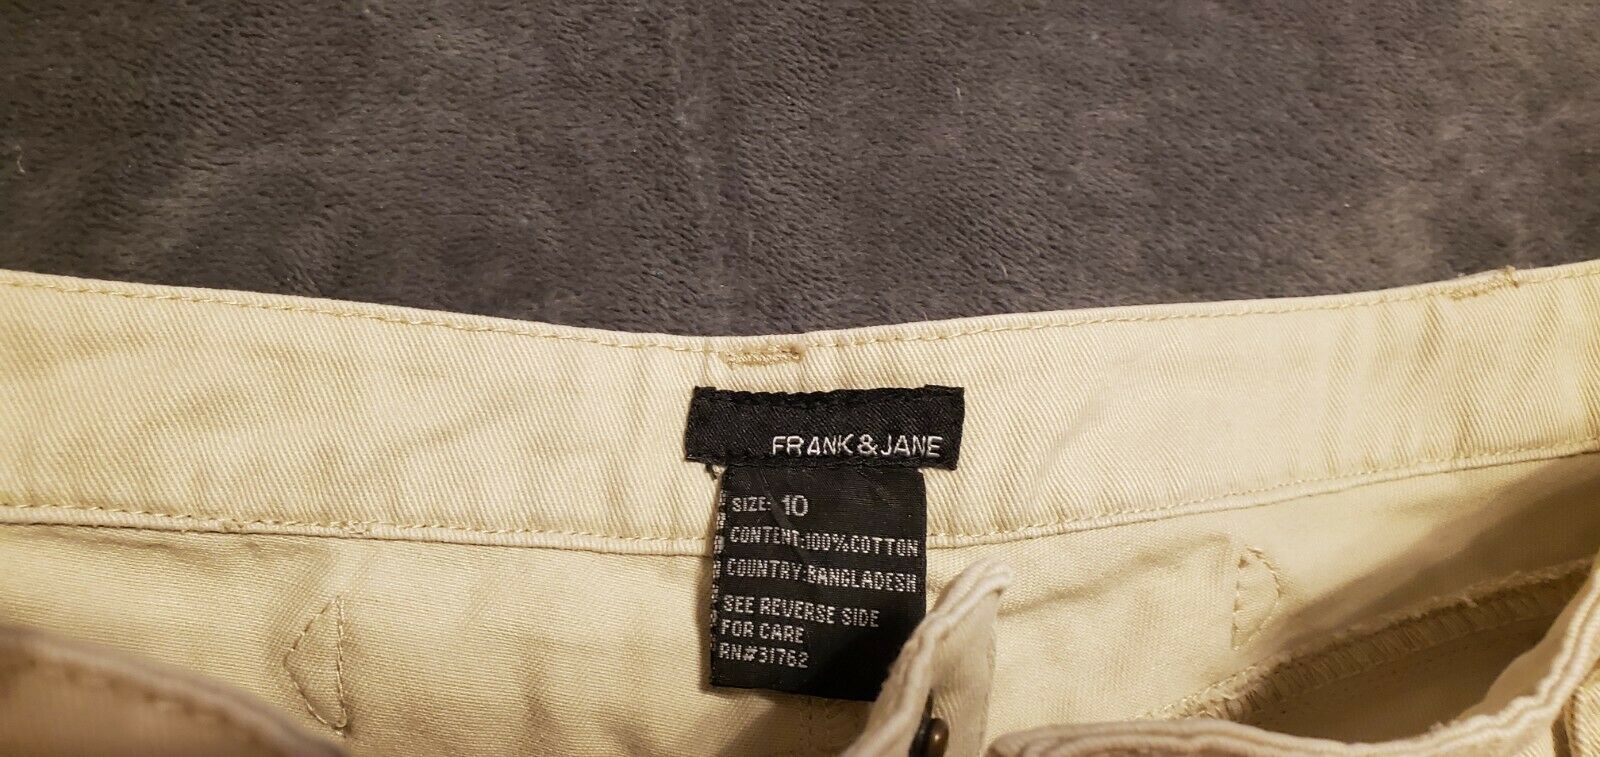 FRANK & JANE
SIZE: 10
CONTENT:100%COTTON
COUNTRY:BANGLADESH
SEE REVERSE SIDE
FOR CARE
RN#31762